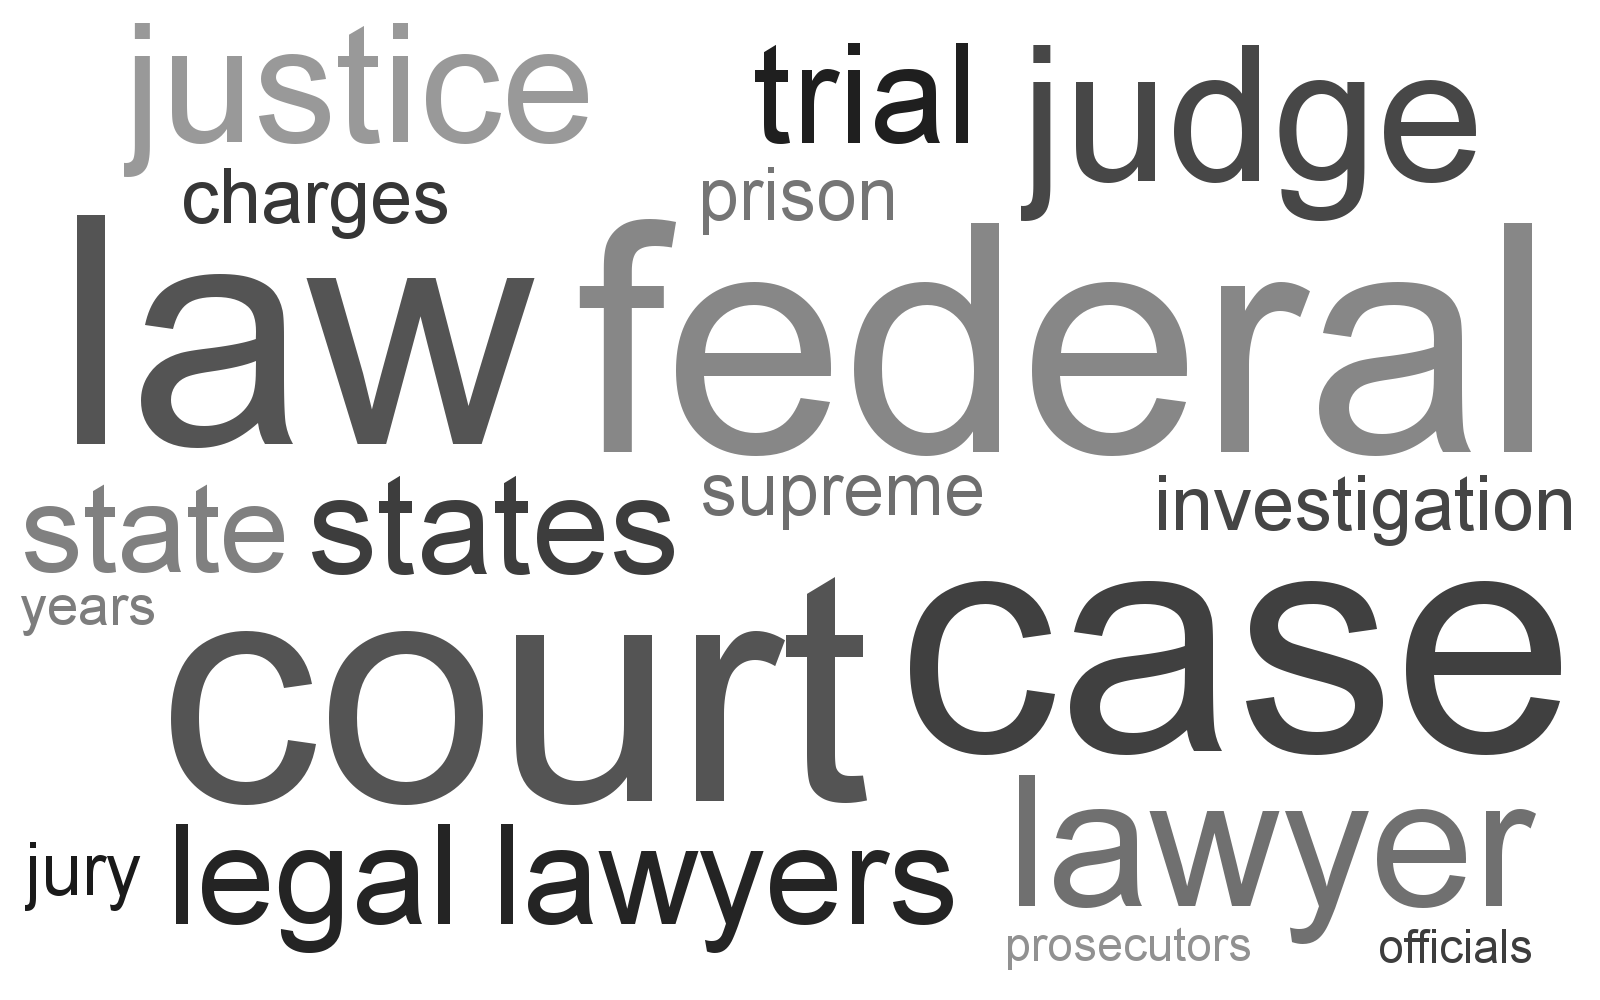 justice trial judge
charges prison
law federal
state states supreme investigation
years
court case
jury legal lawyers lawyer
prosecutors officials